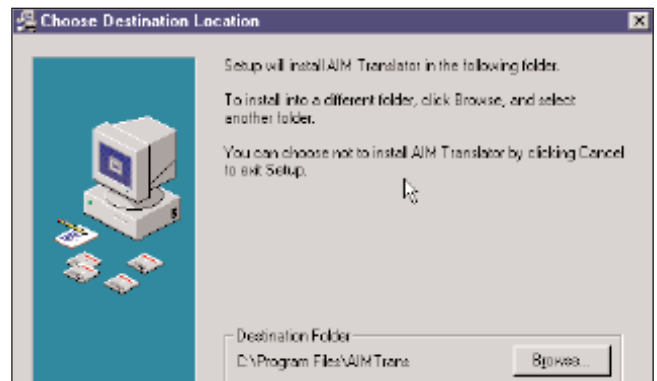 Choose Destination Location
Setup will install AIM Translator in the following folder.
To install into a different folder, click Browse, and select
another folder.
You can choose not to install AIM Translator by clicking Cancel
to exit Setup.
Destination Folder
C:\Program Files\AIMTrans
Browse...